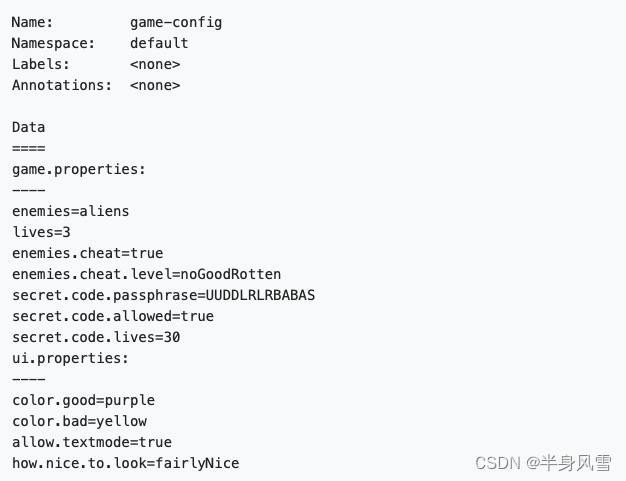 Name:         game-config
Namespace:    default
Labels:       <none>
Annotations:  <none>

Data
====
game.properties:
----
enemies=aliens
lives=3
enemies.cheat=true
enemies.cheat.level=noGoodRotten
secret.code.passphrase=UUDDLRLRBABAS
secret.code.allowed=true
secret.code.lives=30
ui.properties:
----
color.good=purple
color.bad=yellow
allow.textmode=true
how.nice.to.look=fairlyNice
CSDN @半身风雪